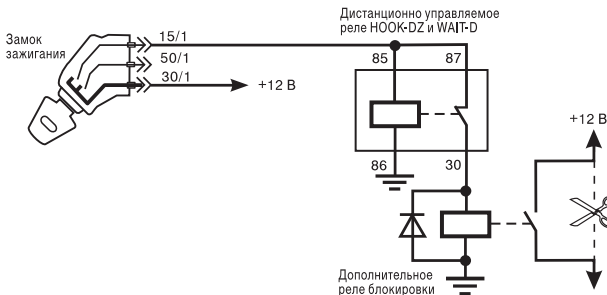 Дистанционно управляемое
реле HOOK-DZ и WAIT-D
Замок
зажигания
15/1
50/1
30/1
+12 В
85
87
86
30
+12 В
Дополнительное
реле блокировки